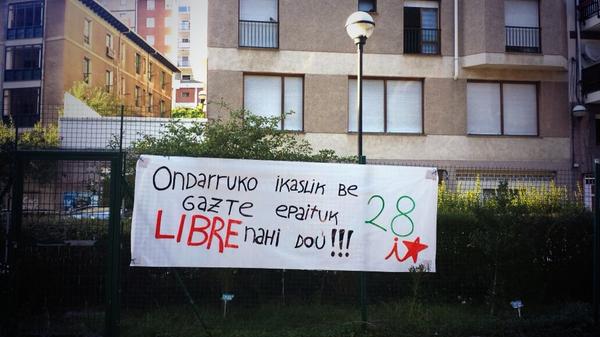 Ondarruko ikaslik be
gazte epaituk
LIBRE nahi dou!!!
28
i